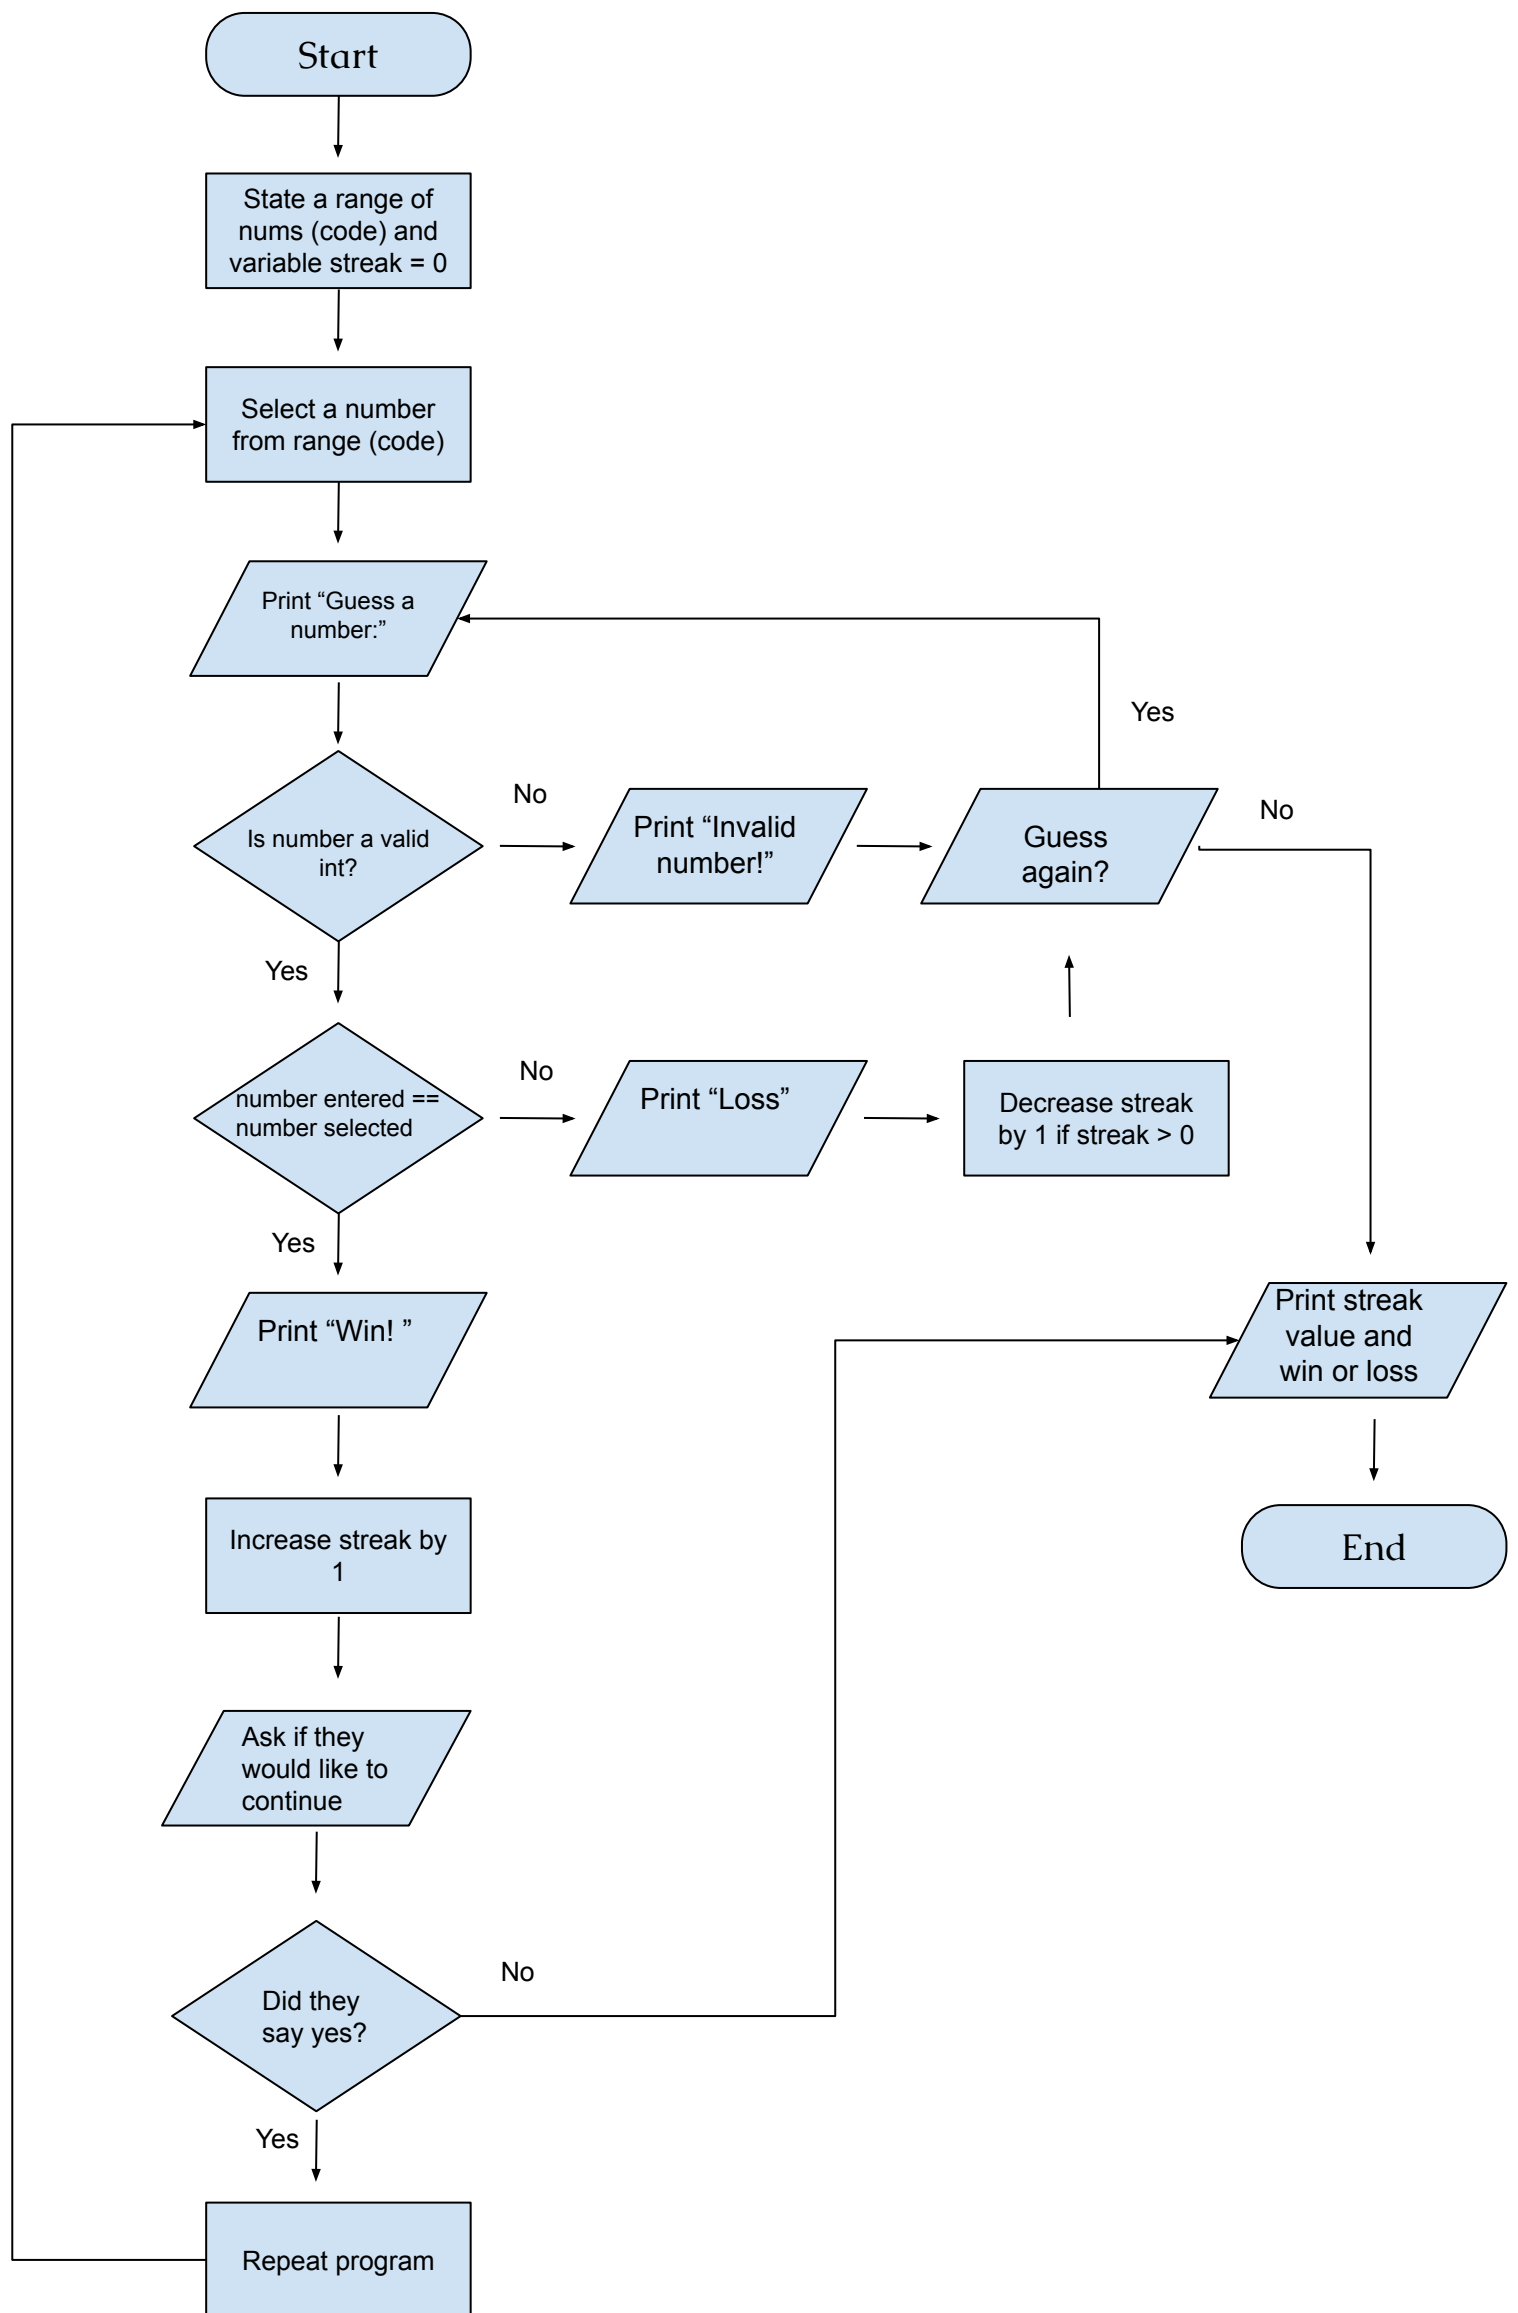 Start
State a range of
nums (code) and
variable streak = 0
Select a number
from range (code)
Print “Guess a
number:”
Yes
Is number a valid
int?
No
Print “Invalid
number!”
Guess
again?
No
Yes
number entered ==
number selected
No
Print “Loss”
Decrease streak
by 1 if streak > 0
Yes
Print “Win! ”
Print streak
value and
win or loss
Increase streak by
1
End
Ask if they
would like to
continue
Did they
say yes?
No
Yes
Repeat program